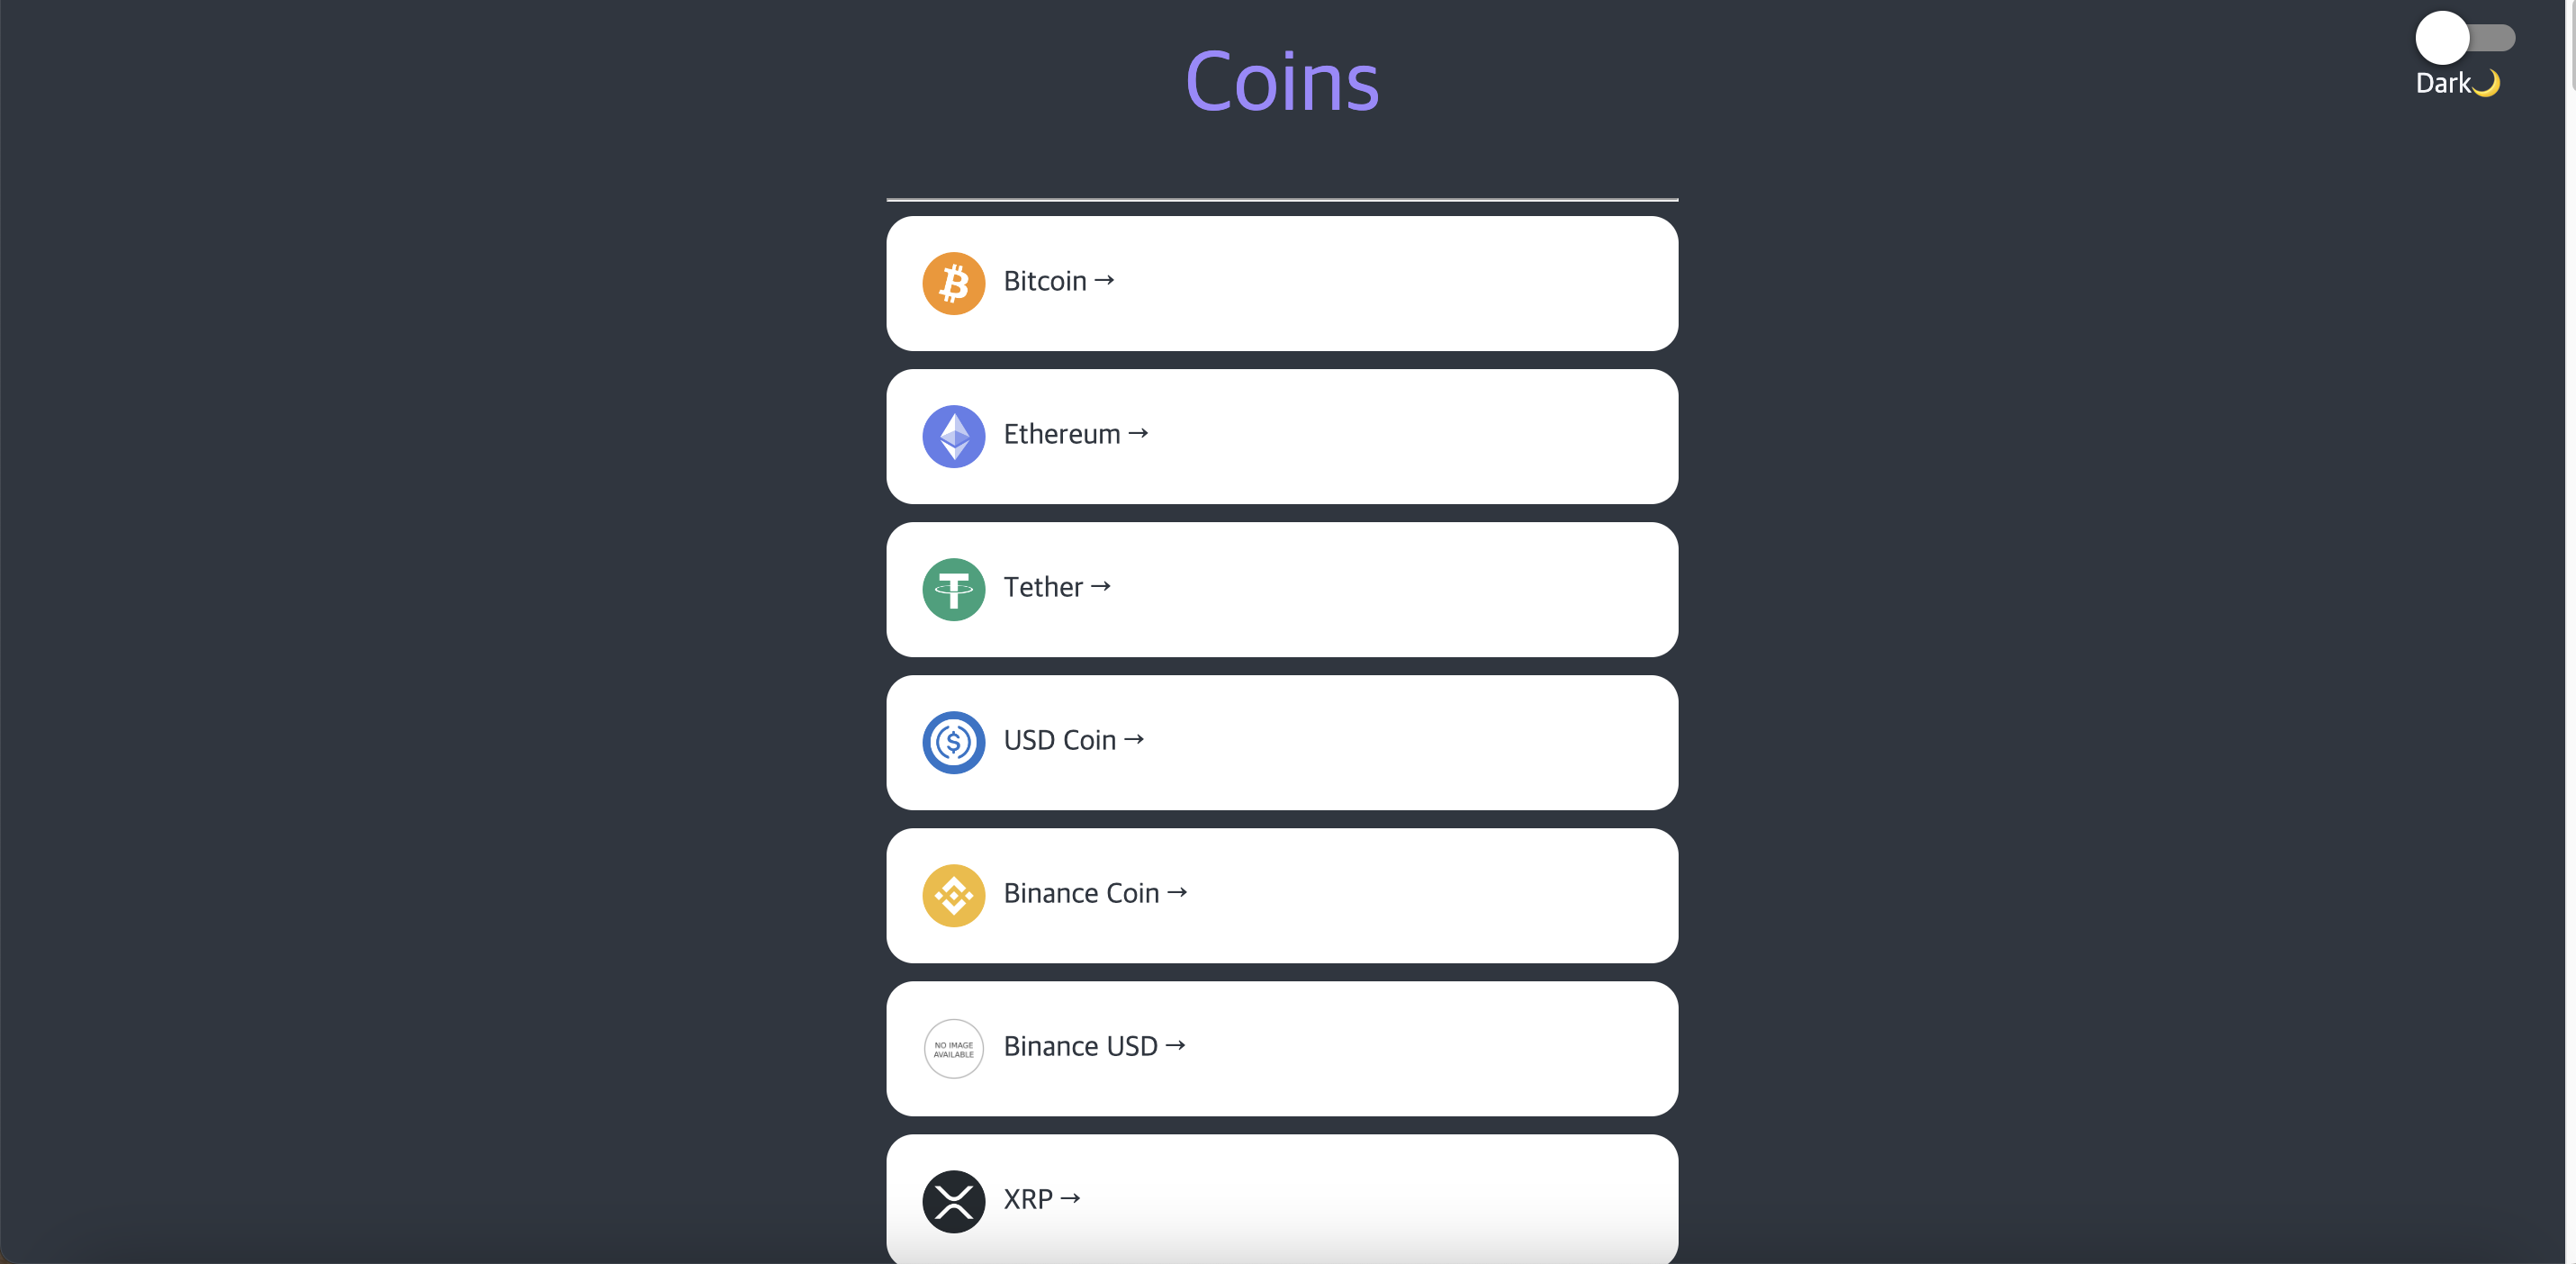 Coins
Dark🌙
Bitcoin →
Ethereum →
Tether →
USD Coin →
Binance Coin →
NO IMAGE
AVAILABLE
Binance USD →
XRP →